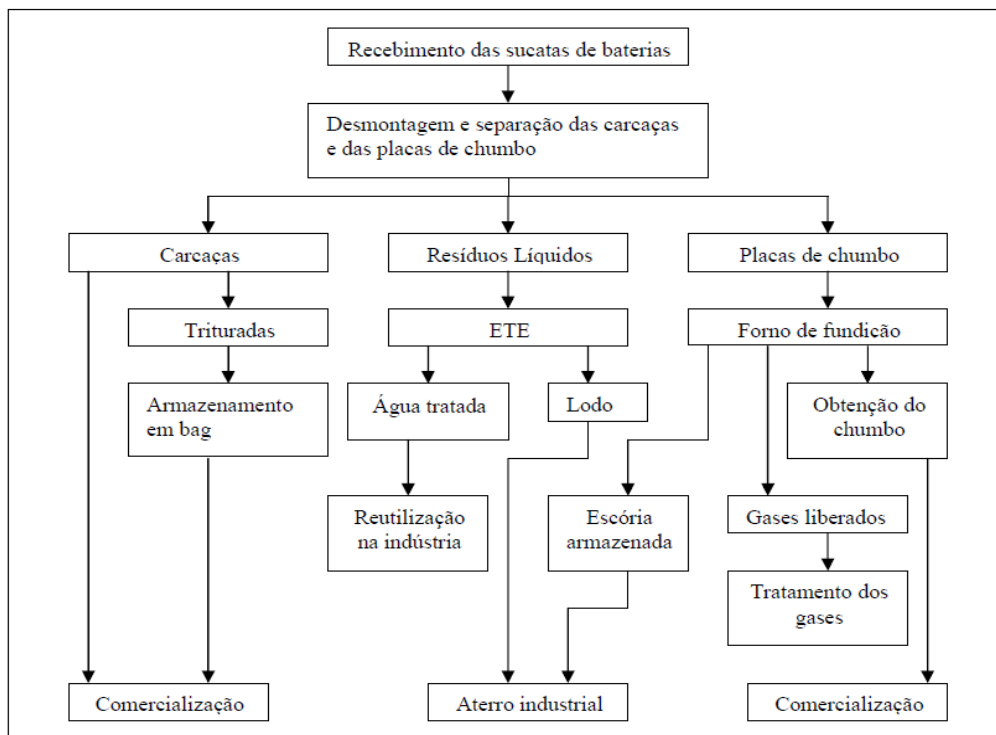 Recebimento das sucatas de baterias
Desmontagem e separação das carcaças
e das placas de chumbo
Carcaças
Resíduos Líquidos
Placas de chumbo
Trituradas
ETE
Forno de fundição
Armazenamento
em bag
Água tratada
Lodo
Obtenção do
chumbo
Reutilização
na indústria
Escória
armazenada
Gases liberados
Tratamento dos
gases
Comercialização
Aterro industrial
Comercialização